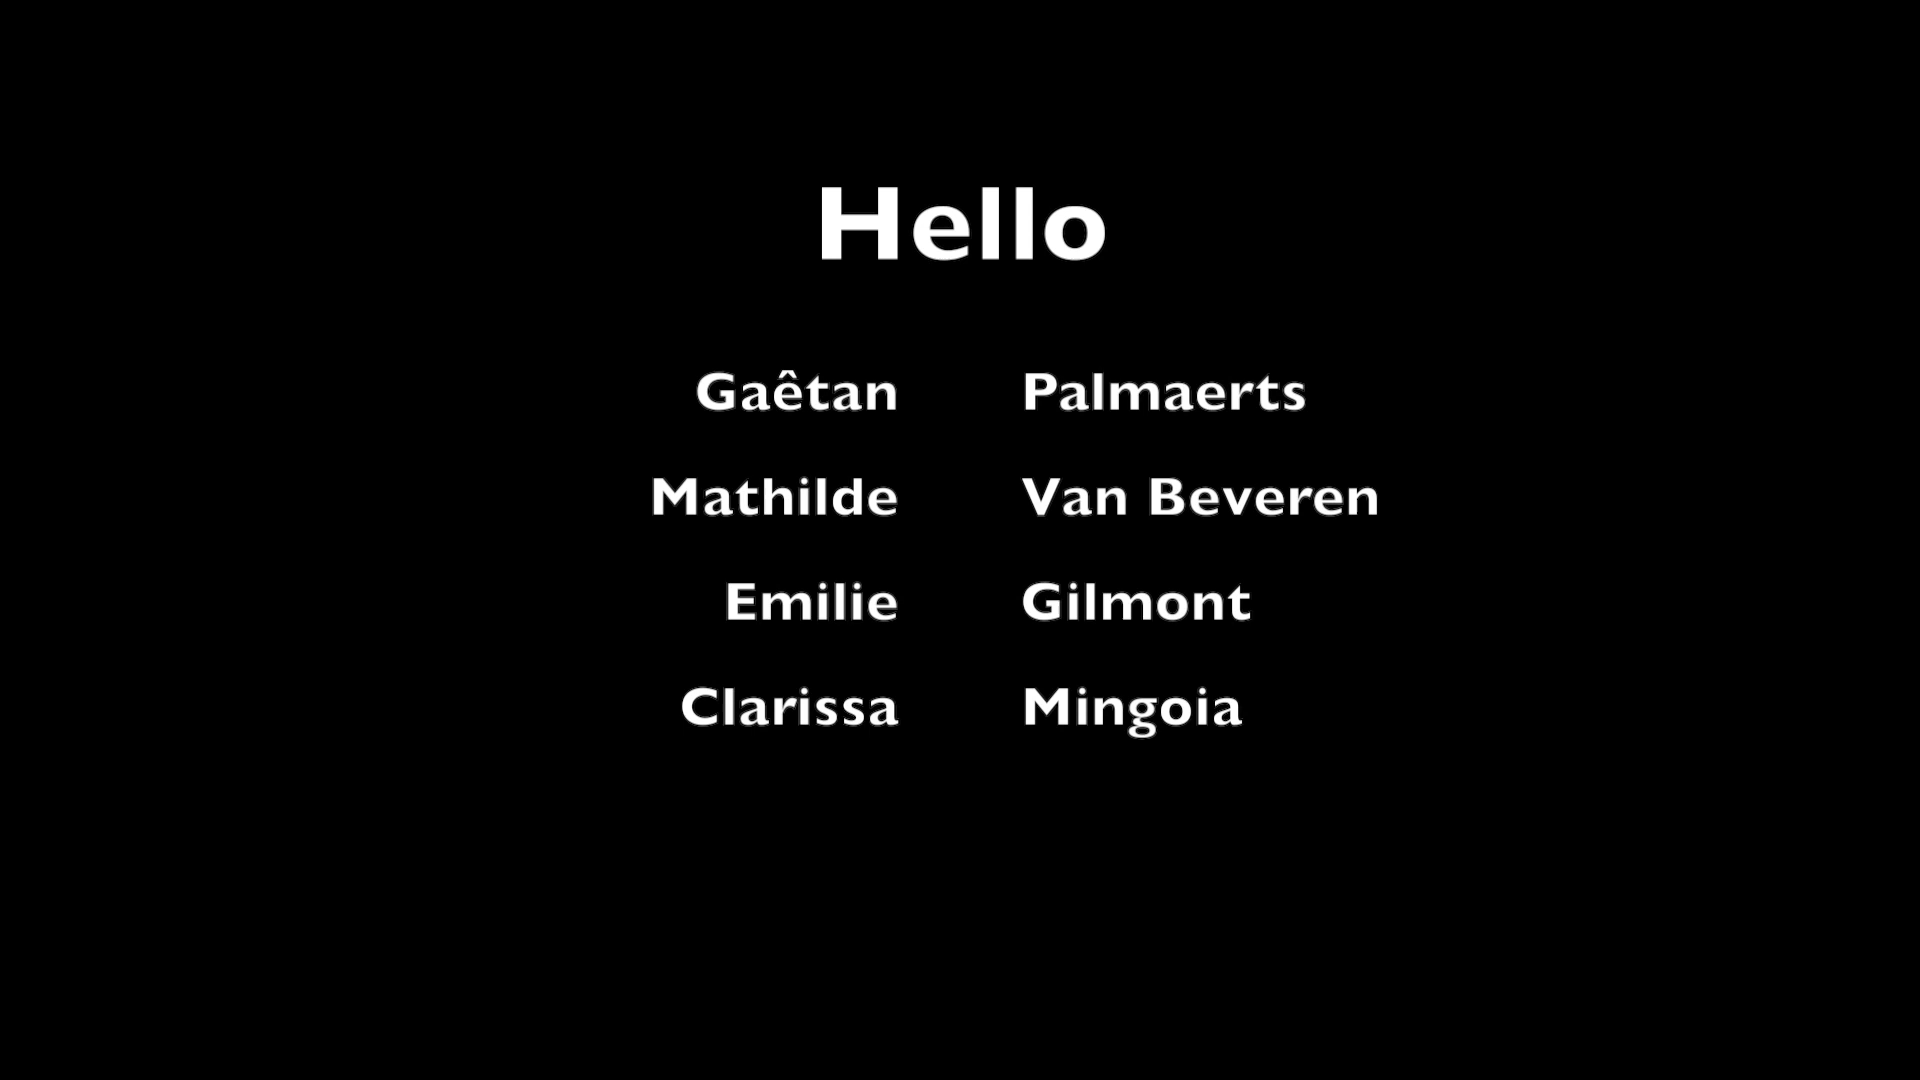 Hello
Gaêtan Palmaerts
Mathilde Van Beveren
Emilie Gilmont
Clarissa Mingoia